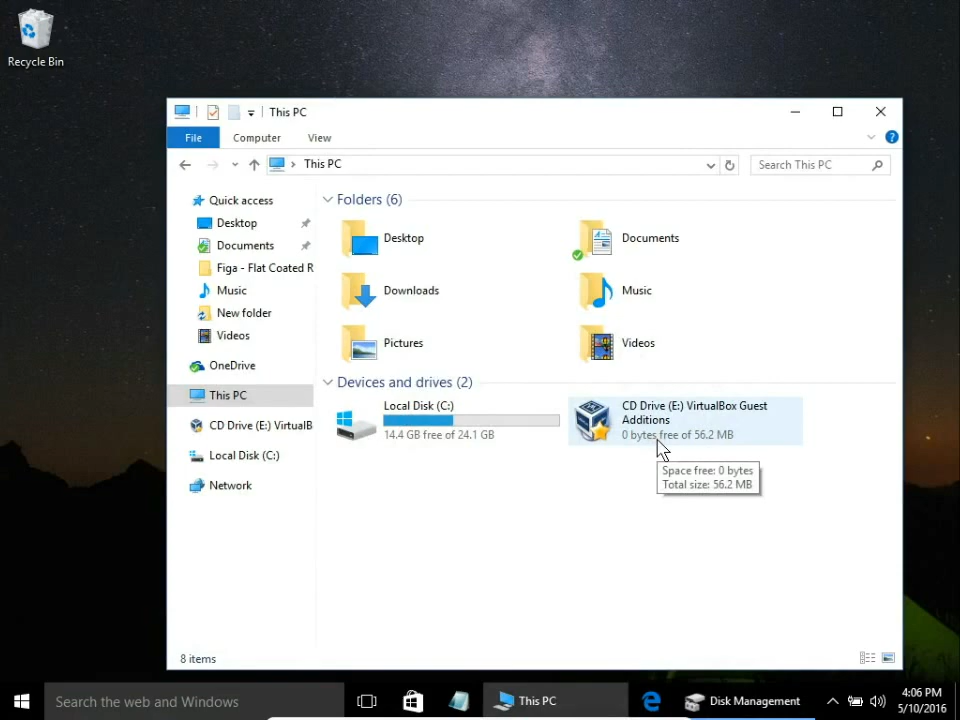 Recycle Bin
This PC
File
Computer
View
?
This PC
Search This PC
Quick access
Desktop
Documents
Figa - Flat Coated R
Music
New folder
Videos
OneDrive
This PC
CD Drive (E:) VirtualB
Local Disk (C:)
Network
Folders (6)
Desktop
Documents
Downloads
Music
Pictures
Videos
Devices and drives (2)
Local Disk (C:)
14.4 GB free of 24.1 GB
CD Drive (E:) VirtualBox Guest
Additions
0 bytes free of 56.2 MB
Space free: 0 bytes
Total size: 56.2 MB
8 items
Search the web and Windows
This PC
Disk Management
4:06 PM
5/10/2016